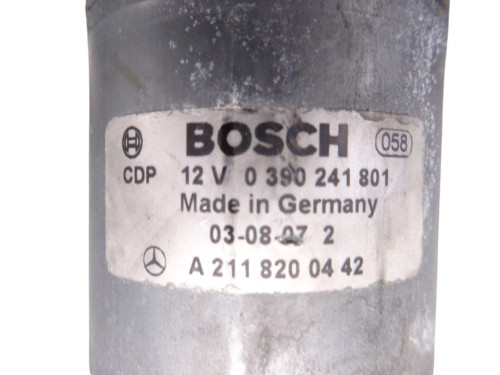 BOSCH 058
CDP 12 V 0 390 241 801
Made in Germany
03-08-07 2
A 211 820 04 42